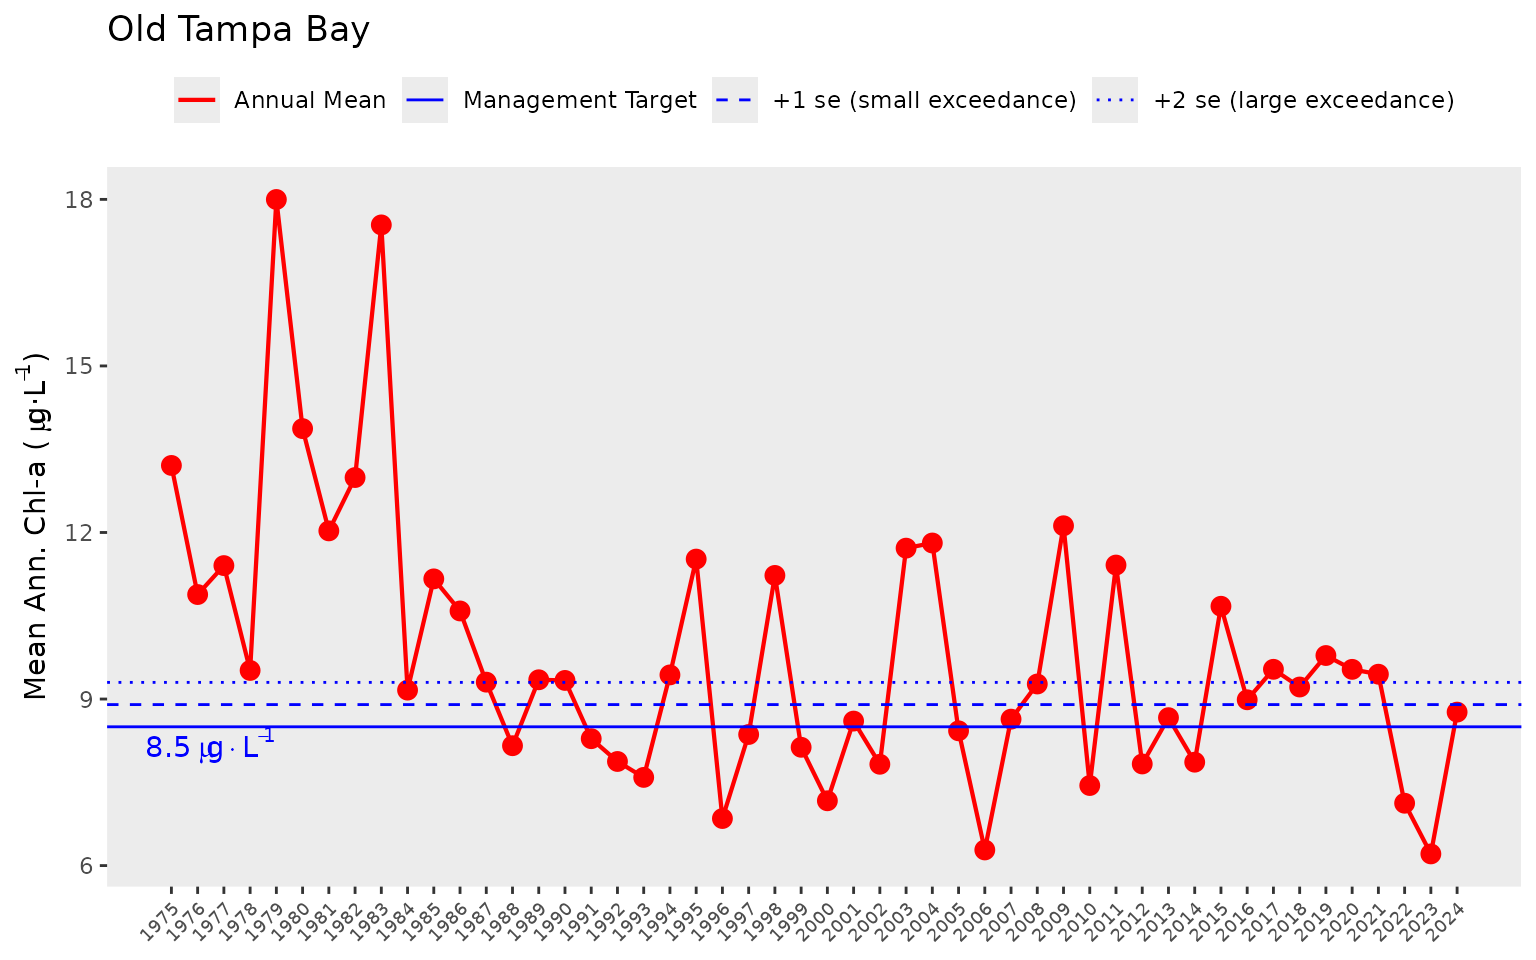 Old Tampa Bay
Annual Mean Management Target +1 se (small exceedance) +2 se (large exceedance)
Mean Ann. Chl-a ( μg·L⁻¹)
18
15
12
9
6
8.5 μg · L⁻¹
1975 1976 1977 1978 1979 1980 1981 1982 1983 1984 1985 1986 1987 1988 1989 1990 1991 1992 1993 1994 1995 1996 1997 1998 1999 2000 2001 2002 2003 2004 2005 2006 2007 2008 2009 2010 2011 2012 2013 2014 2015 2016 2017 2018 2019 2020 2021 2022 2023 2024